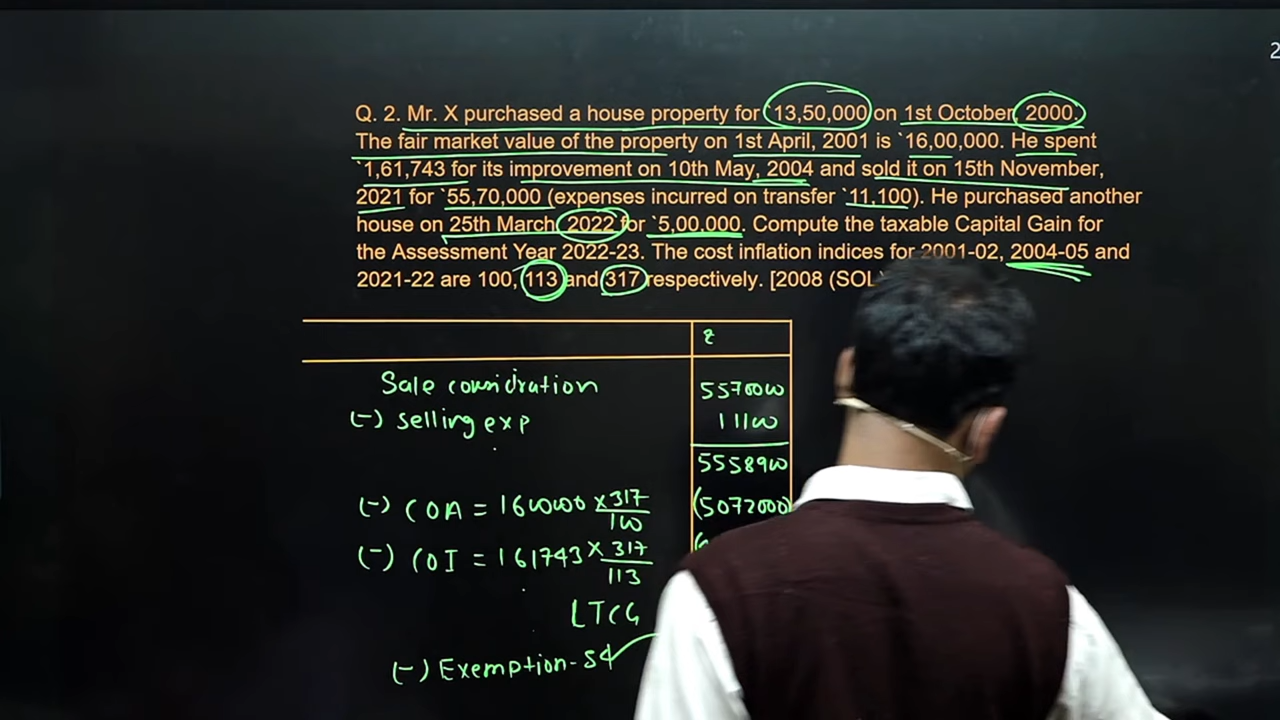 2
Q. 2. Mr. X purchased a house property for `13,50,000 on 1st October, 2000.
The fair market value of the property on 1st April, 2001 is `16,00,000. He spent
`1,61,743 for its improvement on 10th May, 2004 and sold it on 15th November,
2021 for `55,70,000 (expenses incurred on transfer `11,100). He purchased another
house on 25th March, 2022 for `5,00,000. Compute the taxable Capital Gain for
the Assessment Year 2022-23. The cost inflation indices for 2001-02, 2004-05 and
2021-22 are 100, 113 and 317 respectively. [2008 (SOL)
₹
Sale considration 5570000
(-) Selling exp 11100
5558900
(-) COA = 1600000 × 317/100 (5072000)
(-) COI = 161743 × 317/113
LTCG
(-) Exemption-54